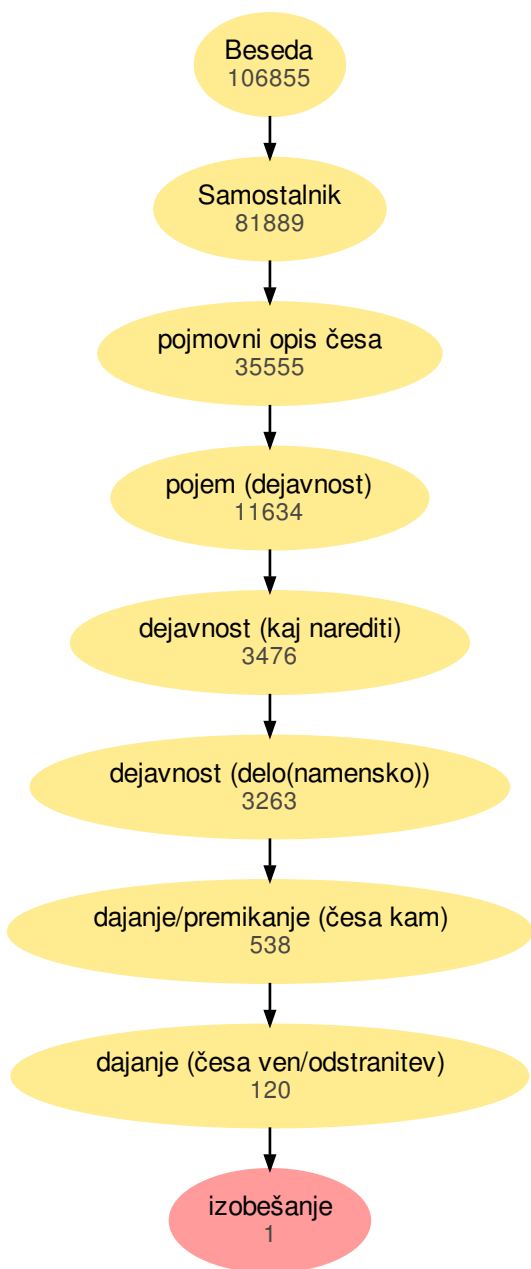 Beseda
106855
Samostalnik
81889
pojmovni opis česa
35555
pojem (dejavnost)
11634
dejavnost (kaj narediti)
3476
dejavnost (delo(namensko))
3263
dajanje/premikanje (česa kam)
538
dajanje (česa ven/odstranitev)
120
izobešanje
1